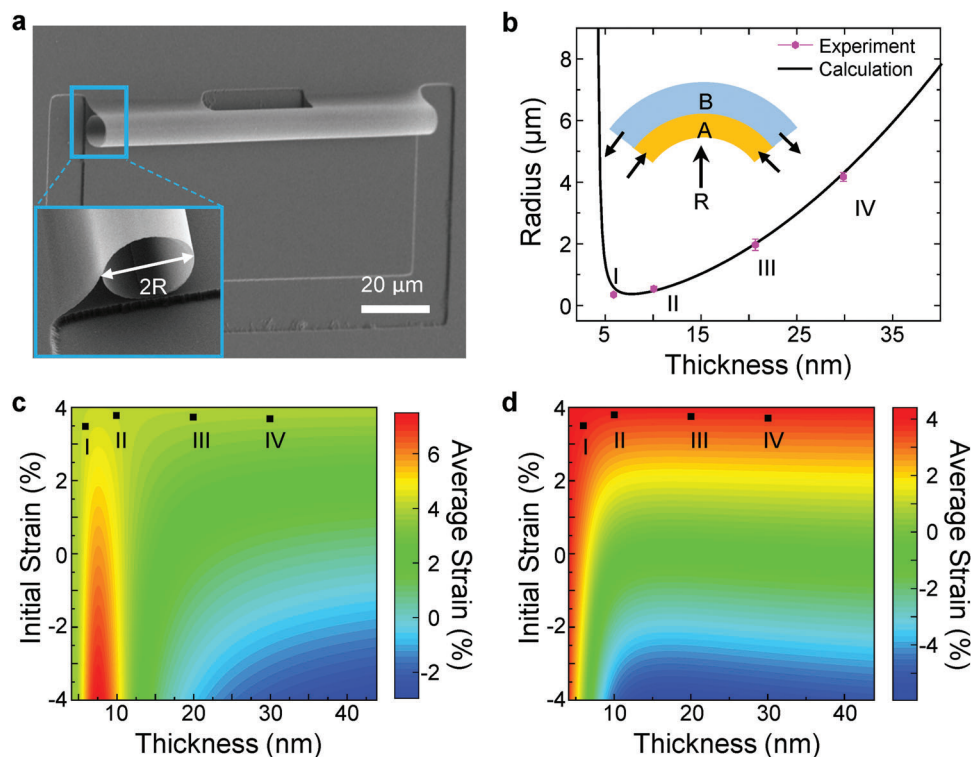 a
2R
20 µm
b
Radius (µm)
8
6
4
2
0
Experiment
Calculation
B
A
R
I
II
III
IV
5
10
15
20
25
30
35
Thickness (nm)
c
Initial Strain (%)
4
2
0
-2
-4
I
II
III
IV
10
20
30
40
Thickness (nm)
6
4
2
0
-2
Average Strain (%)
d
Initial Strain (%)
4
2
0
-2
-4
I
II
III
IV
10
20
30
40
Thickness (nm)
4
2
0
-2
-4
Average Strain (%)